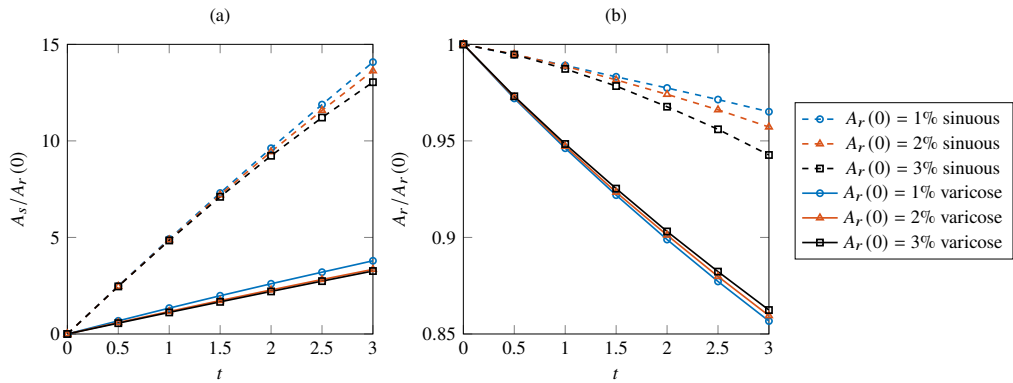 (a)
(b)
15
10
5
0
0
0.5
1
1.5
2
2.5
3
t
A_s/A_r(0)
1
0.95
0.9
0.85
0
0.5
1
1.5
2
2.5
3
t
A_r/A_r(0)
A_r(0) = 1% sinuous
A_r(0) = 2% sinuous
A_r(0) = 3% sinuous
A_r(0) = 1% varicose
A_r(0) = 2% varicose
A_r(0) = 3% varicose